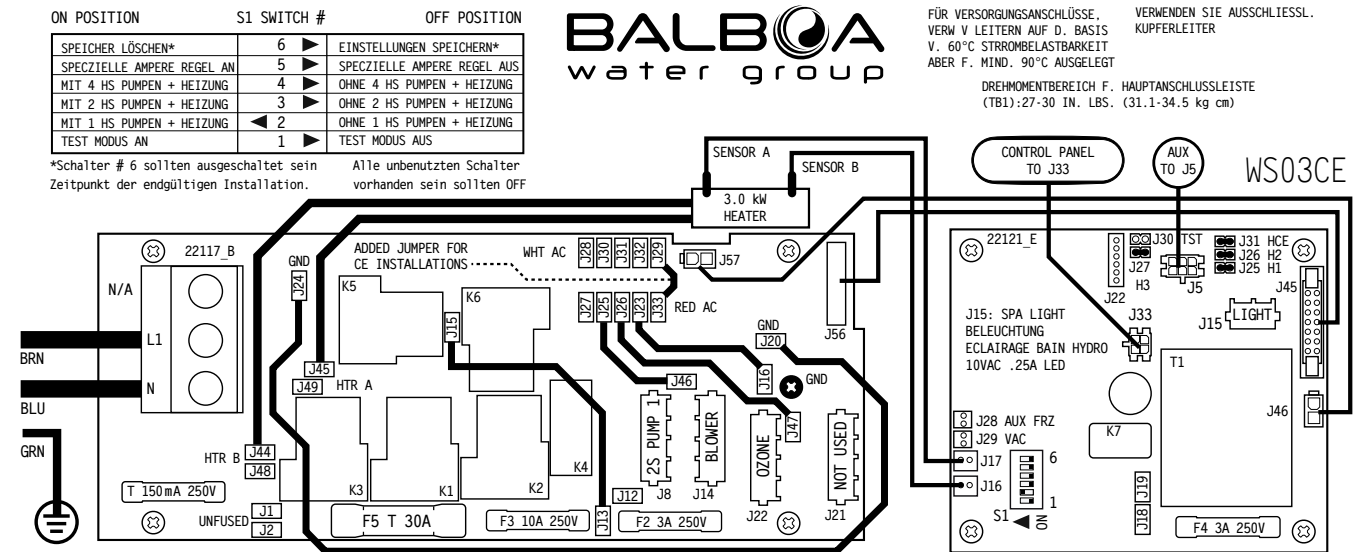 ON POSITION S1 SWITCH # OFF POSITION
SPEICHER LÖSCHEN* 6 ► EINSTELLUNGEN SPEICHERN*
SPECZIELLE AMPERE REGEL AN 5 ► SPECZIELLE AMPERE REGEL AUS
MIT 4 HS PUMPEN + HEIZUNG 4 ► OHNE 4 HS PUMPEN + HEIZUNG
MIT 2 HS PUMPEN + HEIZUNG 3 ► OHNE 2 HS PUMPEN + HEIZUNG
MIT 1 HS PUMPEN + HEIZUNG ◄ 2 OHNE 1 HS PUMPEN + HEIZUNG
TEST MODUS AN 1 ► TEST MODUS AUS
*Schalter # 6 sollten ausgeschaltet sein
Zeitpunkt der endgültigen Installation.
Alle unbenutzten Schalter
vorhanden sein sollten OFF
BALBOA
water group
FÜR VERSORGUNGSANSCHLÜSSE,
VERW V LEITERN AUF D. BASIS
V. 60°C STRROMBELASTBARKEIT
ABER F. MIND. 90°C AUSGELEGT
VERWENDEN SIE AUSSCHLIESSL.
KUPFERLEITER
DREHMOMENTBEREICH F. HAUPTANSCHLUSSLEISTE
(TB1):27-30 IN. LBS. (31.1-34.5 kg cm)
SENSOR A
SENSOR B
3.0 kW
HEATER
CONTROL PANEL
TO J33
AUX
TO J5
WS03CE
22117_B
GND
J24
ADDED JUMPER FOR
CE INSTALLATIONS
WHT AC
J28
J30
J31
J32
J29
J57
N/A
L1
N
BRN
BLU
GRN
K5
K6
J15
J27
J25
J26
J23
J33
RED AC
GND
J20
J56
J45
J49
HTR A
J46
J16
GND
J47
J44
HTR B
J48
K3
K1
K2
K4
2S PUMP 1
J8
BLOWER
J14
OZONE
J22
NOT USED
J21
T 150mA 250V
UNFUSED
J1
J2
F5 T 30A
F3 10A 250V
J13
J12
F2 3A 250V
22121_E
J30 TST
J27
H3
J22
J5
J31 HCE
J26 H2
J25 H1
J45
J33
J15
LIGHT
J15: SPA LIGHT
BELEUCHTUNG
ECLAIRAGE BAIN HYDRO
10VAC .25A LED
T1
J46
K7
J28 AUX FRZ
J29 VAC
J17
J16
6
1
S1
ON
J19
J18
F4 3A 250V